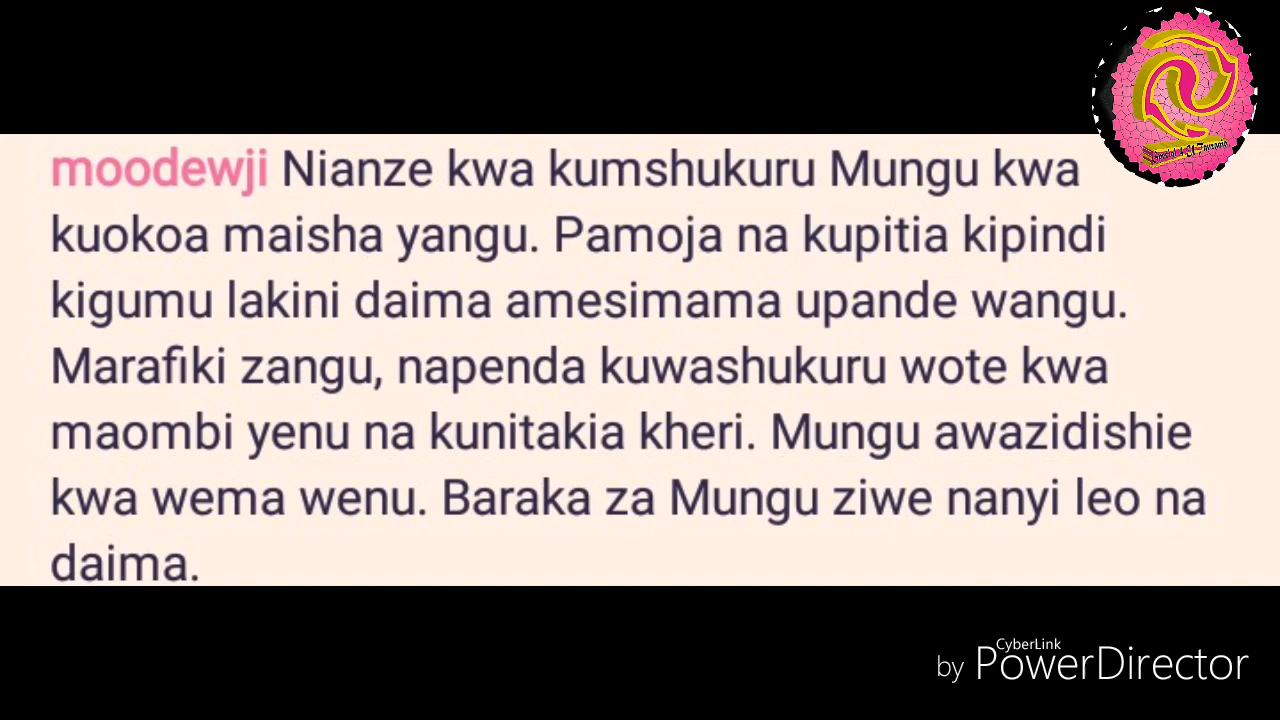 moodewji Nianze kwa kumshukuru Mungu kwa
kuokoa maisha yangu. Pamoja na kupitia kipindi
kigumu lakini daima amesimama upande wangu.
Marafiki zangu, napenda kuwashukuru wote kwa
maombi yenu na kunitakia kheri. Mungu awazidishie
kwa wema wenu. Baraka za Mungu ziwe nanyi leo na
daima.
CyberLink
by PowerDirector